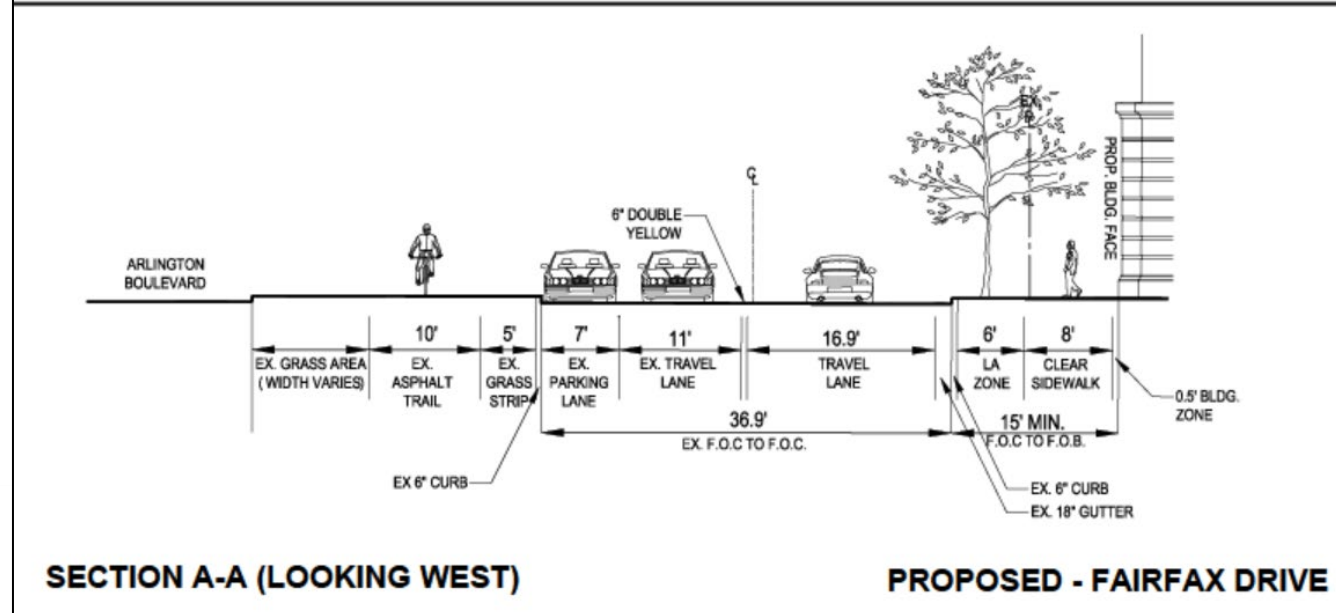 EX.
PROP. BLDG. FACE
CL
6" DOUBLE
YELLOW
ARLINGTON
BOULEVARD
10'
5'
7'
11'
16.9'
6'
8'
EX. GRASS AREA
( WIDTH VARIES)
EX.
ASPHALT
TRAIL
EX.
GRASS
STRIP
EX.
PARKING
LANE
EX. TRAVEL
LANE
TRAVEL
LANE
LA
ZONE
CLEAR
SIDEWALK
0.5' BLDG.
ZONE
36.9'
EX. F.O.C TO F.O.C.
15' MIN.
F.O.C TO F.O.B.
EX 6" CURB
EX. 6" CURB
EX. 18" GUTTER
SECTION A-A (LOOKING WEST)
PROPOSED - FAIRFAX DRIVE